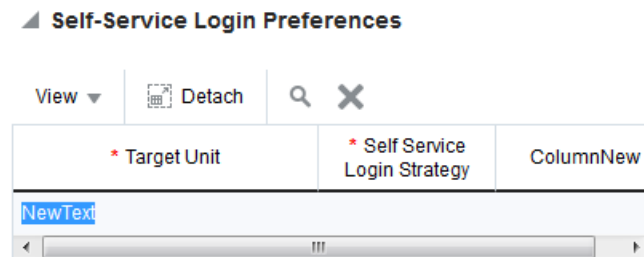 Self-Service Login Preferences
View Detach
* Target Unit
* Self Service
Login Strategy
ColumnNew
NewText